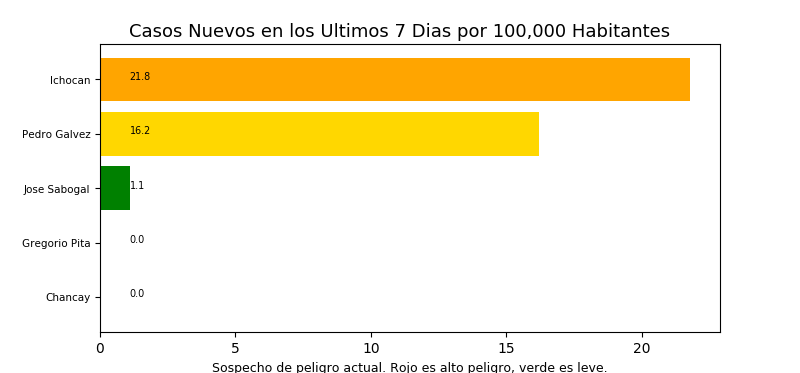 Casos Nuevos en los Ultimos 7 Dias por 100,000 Habitantes
Ichocan 21.8
Pedro Galvez 16.2
Jose Sabogal 1.1
Gregorio Pita 0.0
Chancay 0.0
0 5 10 15 20
Sospecho de peligro actual. Rojo es alto peligro, verde es leve.